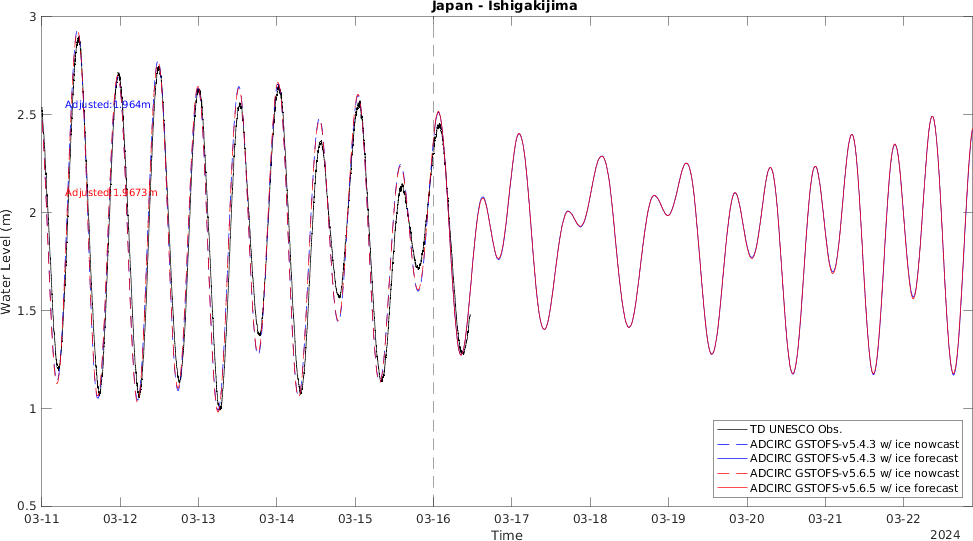 Japan - Ishigakijima
3
2.5
2
1.5
1
0.5
Water Level (m)
Adjusted:1.964m
Adjusted:1.9673m
TD UNESCO Obs.
ADCIRC GSTOFS-v5.4.3 w/ ice nowcast
ADCIRC GSTOFS-v5.4.3 w/ ice forecast
ADCIRC GSTOFS-v5.6.5 w/ ice nowcast
ADCIRC GSTOFS-v5.6.5 w/ ice forecast
03-11 03-12 03-13 03-14 03-15 03-16 03-17 03-18 03-19 03-20 03-21 03-22
Time
2024